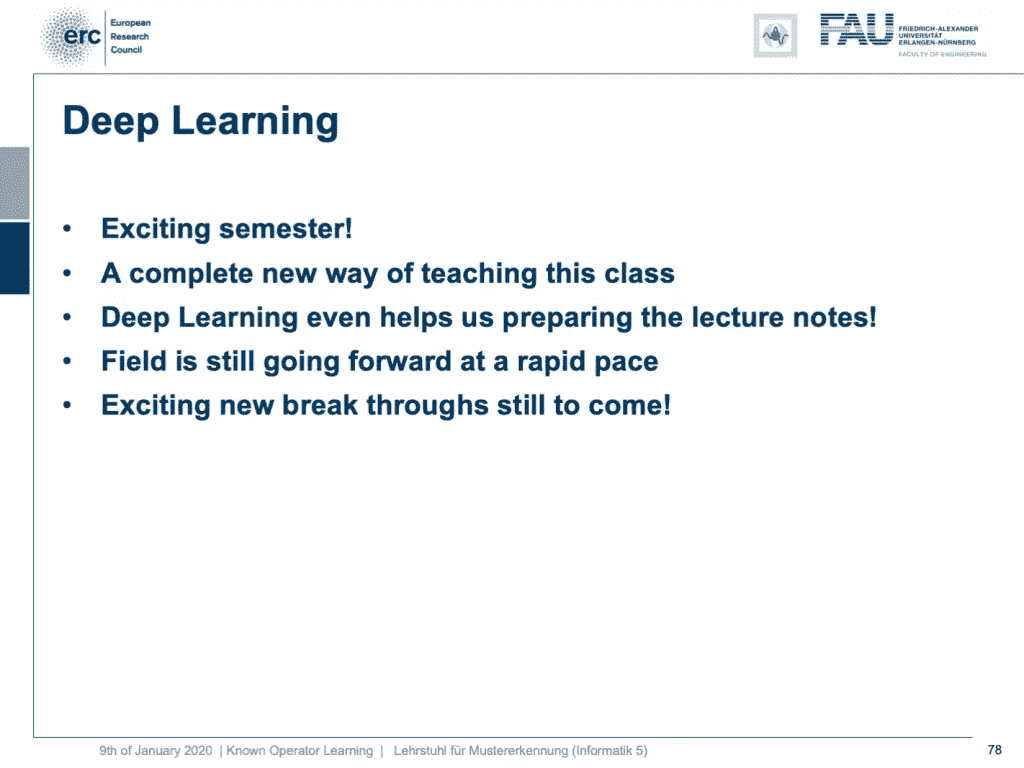 erc
European
Research
Council
FAU
FRIEDRICH-ALEXANDER
UNIVERSITÄT
ERLANGEN-NÜRNBERG
FACULTY OF ENGINEERING
Deep Learning
• Exciting semester!
• A complete new way of teaching this class
• Deep Learning even helps us preparing the lecture notes!
• Field is still going forward at a rapid pace
• Exciting new break throughs still to come!
9th of January 2020 | Known Operator Learning | Lehrstuhl für Mustererkennung (Informatik 5)
78